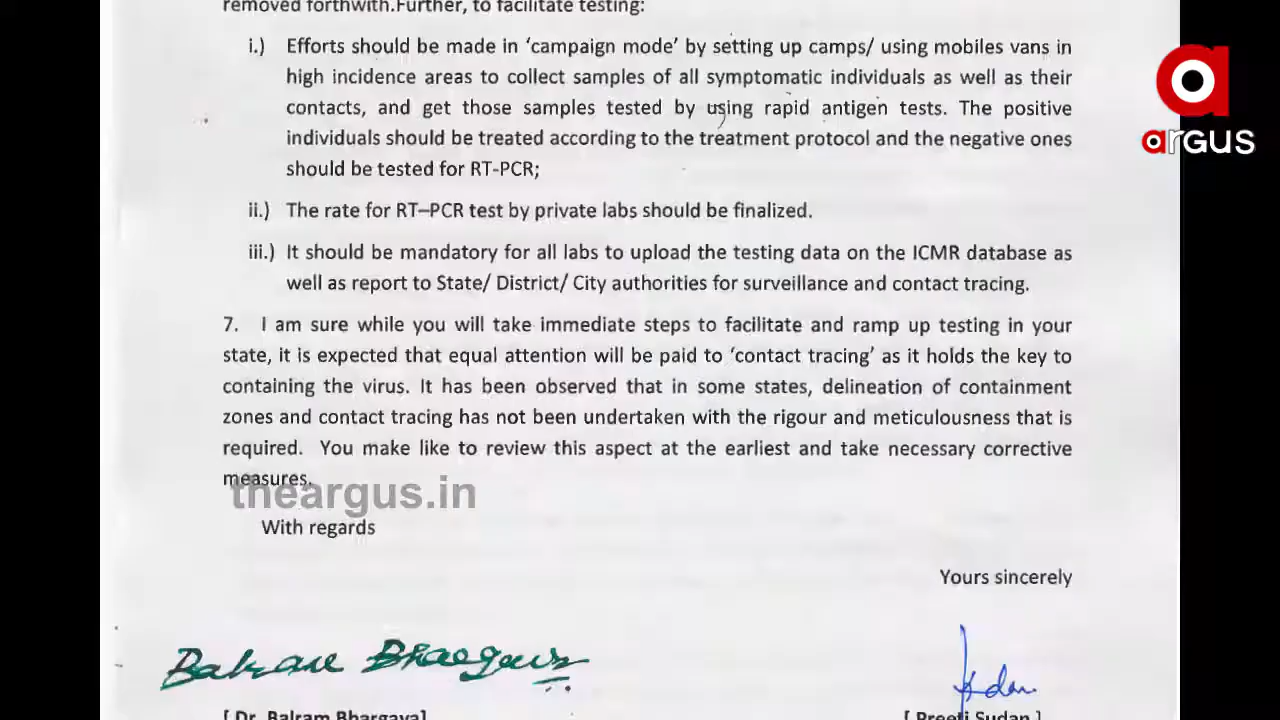 removed forthwith.Further, to facilitate testing:
i.) Efforts should be made in ‘campaign mode’ by setting up camps/ using mobiles vans in
high incidence areas to collect samples of all symptomatic individuals as well as their
contacts, and get those samples tested by using rapid antigen tests. The positive
individuals should be treated according to the treatment protocol and the negative ones
should be tested for RT-PCR;
ii.) The rate for RT–PCR test by private labs should be finalized.
iii.) It should be mandatory for all labs to upload the testing data on the ICMR database as
well as report to State/ District/ City authorities for surveillance and contact tracing.
7. I am sure while you will take immediate steps to facilitate and ramp up testing in your
state, it is expected that equal attention will be paid to ‘contact tracing’ as it holds the key to
containing the virus. It has been observed that in some states, delineation of containment
zones and contact tracing has not been undertaken with the rigour and meticulousness that is
required. You make like to review this aspect at the earliest and take necessary corrective
measures.
theargus.in
With regards
Yours sincerely
Balram Bhargava
Sudan
[ Dr. Balram Bhargava]
[ Preeti Sudan ]
argus